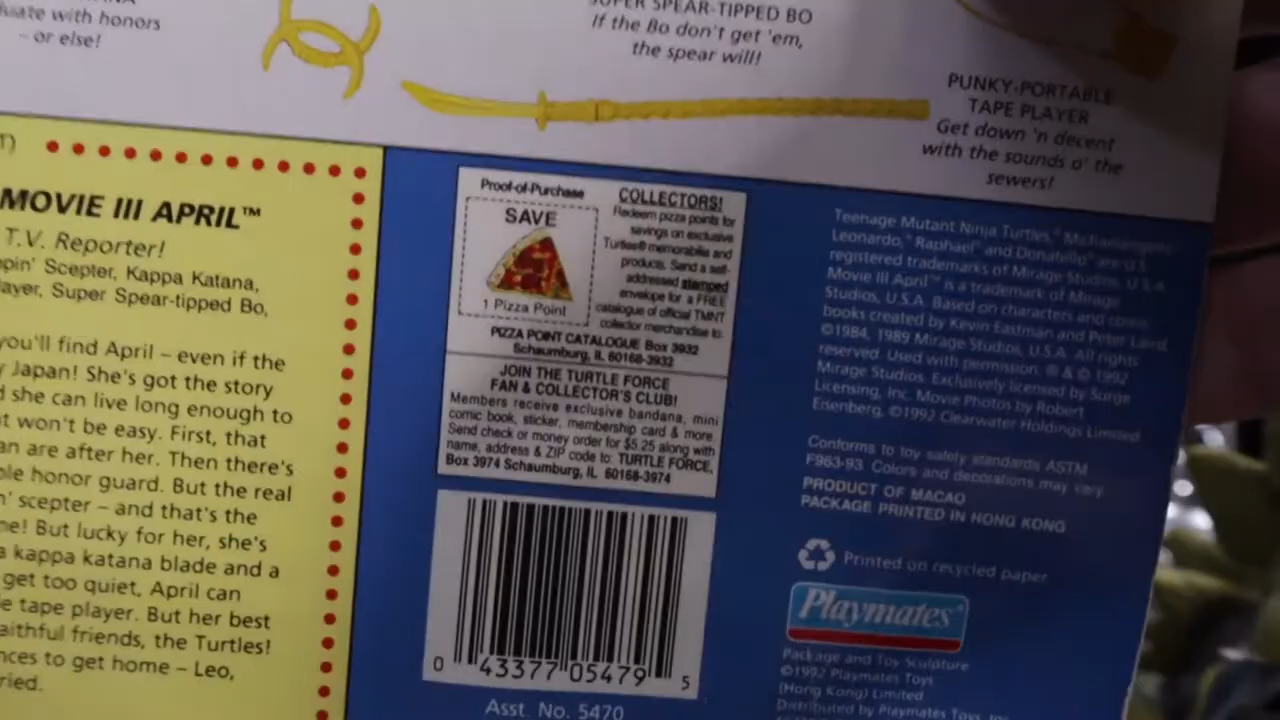 uate with honors
– or else!
SUPER SPEAR-TIPPED BO
If the Bo don't get 'em,
the spear will!
PUNKY-PORTABLE
TAPE PLAYER
Get down 'n decent
with the sounds o' the
sewers!
MOVIE III APRIL™
T.V. Reporter!
pin' Scepter, Kappa Katana,
layer, Super Spear-tipped Bo,
you'll find April – even if the
Japan! She's got the story
she can live long enough to
t won't be easy. First, that
an are after her. Then there's
ble honor guard. But the real
n' scepter – and that's the
me! But lucky for her, she's
a kappa katana blade and a
get too quiet, April can
e tape player. But her best
aithful friends, the Turtles!
nces to get home – Leo,
ried.
Proof-of-Purchase
SAVE
1 Pizza Point
COLLECTORS!
Redeem pizza points for
savings on exclusive
Turtles® memorabilia and
products. Send a self-
addressed stamped
envelope for a FREE
catalogue of official TMNT
collector merchandise to:
PIZZA POINT CATALOGUE Box 3932
Schaumburg, IL 60168-3932
JOIN THE TURTLE FORCE
FAN & COLLECTOR'S CLUB!
Members receive exclusive bandana, mini
comic book, sticker, membership card & more.
Send check or money order for $5.25 along with
name, address & ZIP code to: TURTLE FORCE,
Box 3974 Schaumburg, IL 60168-3974
0 43377 05479 5
Asst. No. 5470
Teenage Mutant Ninja Turtles,® Michaelangelo,®
Leonardo,® Raphael® and Donatello® are U.S.
registered trademarks of Mirage Studios, U.S.A.
Movie III April™ is a trademark of Mirage
Studios, U.S.A. Based on characters and comic
books created by Kevin Eastman and Peter Laird.
©1984, 1989 Mirage Studios, U.S.A. All rights
reserved. Used with permission. ® & © 1992
Mirage Studios. Exclusively licensed by Surge
Licensing, Inc. Movie Photos by Robert
Eisenberg, ©1992 Clearwater Holdings Limited
Conforms to toy safety standards ASTM
F963-93. Colors and decorations may vary.
PRODUCT OF MACAO
PACKAGE PRINTED IN HONG KONG
Printed on recycled paper
Playmates®
Package and Toy Sculpture
©1992 Playmates Toys
(Hong Kong) Limited
Distributed by Playmates Toys, Inc.